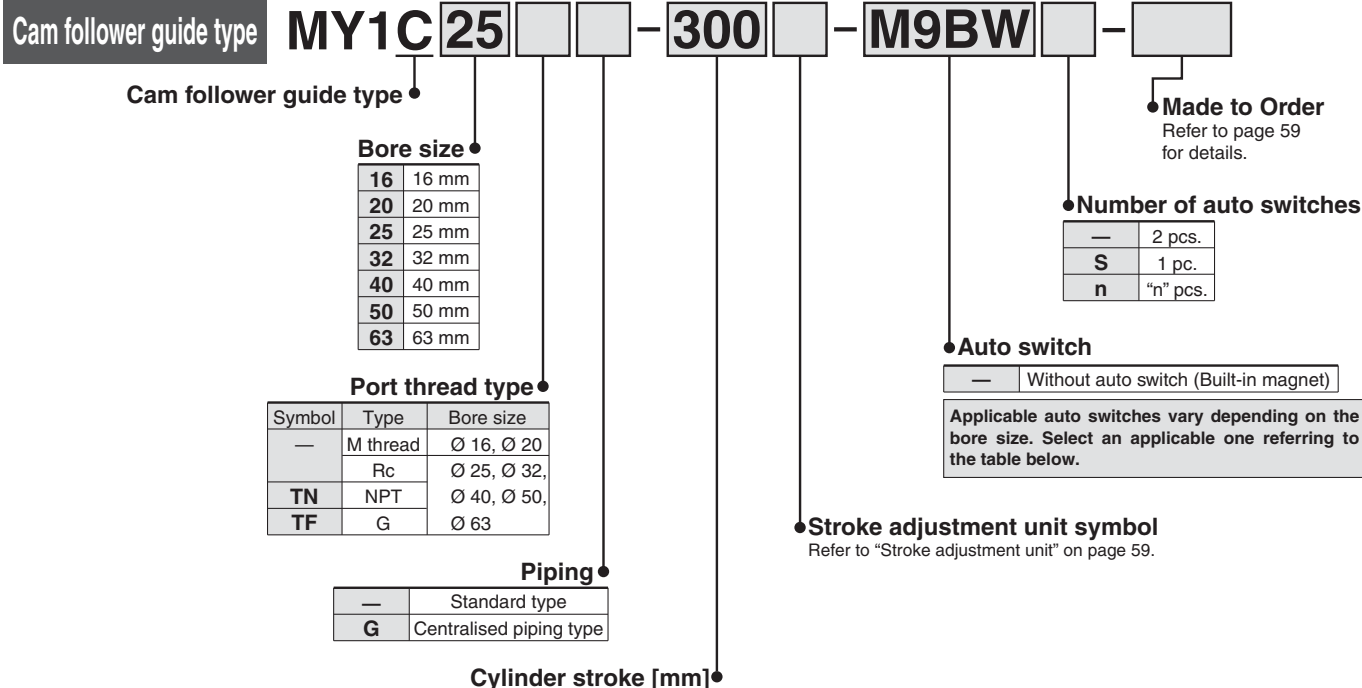 Cam follower guide type MY1C 25 – 300 – M9BW –
Cam follower guide type
Made to Order
Refer to page 59
for details.
Bore size
16 16 mm
20 20 mm
25 25 mm
32 32 mm
40 40 mm
50 50 mm
63 63 mm
Number of auto switches
— 2 pcs.
S 1 pc.
n “n” pcs.
Auto switch
— Without auto switch (Built-in magnet)
Applicable auto switches vary depending on the
bore size. Select an applicable one referring to
the table below.
Port thread type
Symbol Type Bore size
— M thread Ø 16, Ø 20
Rc Ø 25, Ø 32,
TN NPT Ø 40, Ø 50,
TF G Ø 63
Stroke adjustment unit symbol
Refer to “Stroke adjustment unit” on page 59.
Piping
— Standard type
G Centralised piping type
Cylinder stroke [mm]